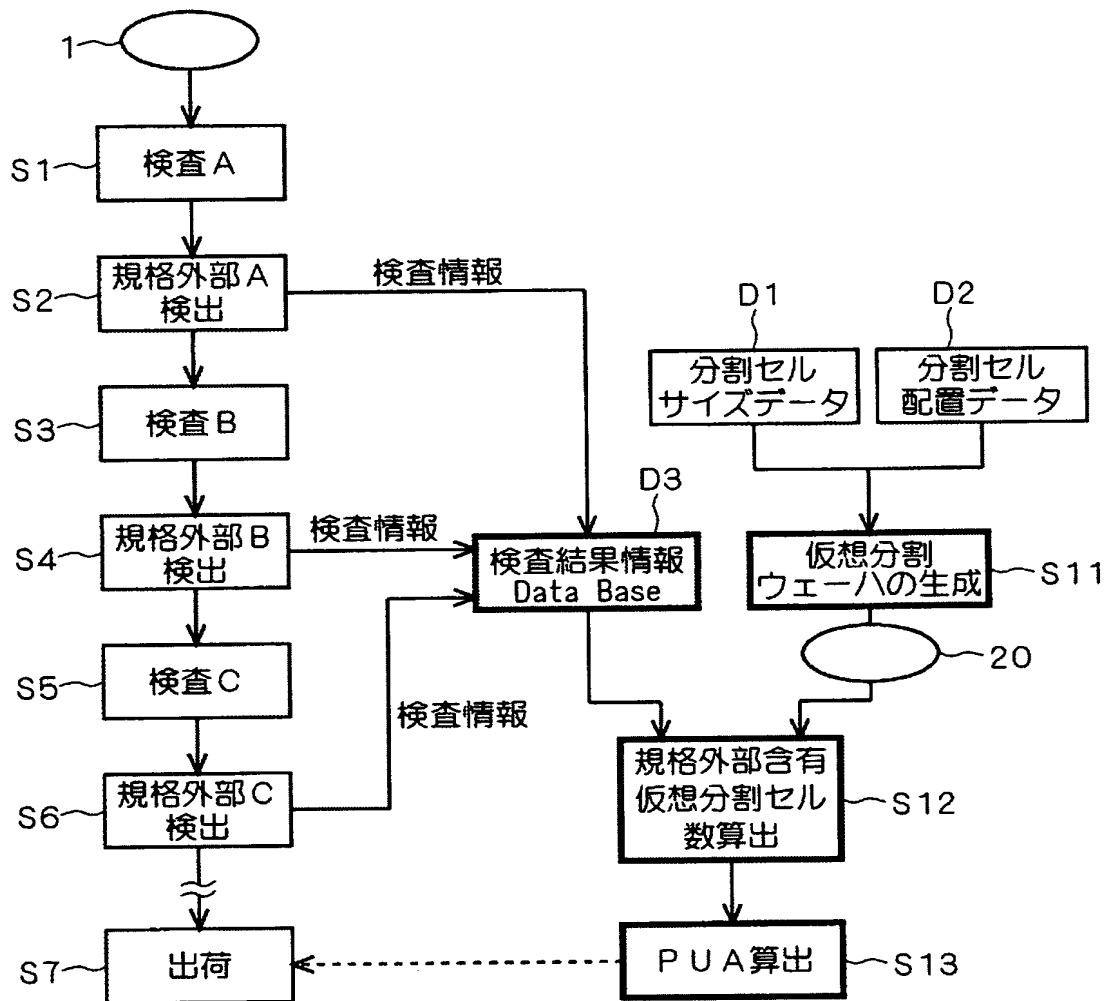 1
S1
検査A
S2
規格外部A
検出
検査情報
S3
検査B
S4
規格外部B
検出
検査情報
S5
検査C
検査情報
S6
規格外部C
検出
S7
出荷
D1
分割セル
サイズデータ
D2
分割セル
配置データ
D3
検査結果情報
Data Base
仮想分割
ウェーハの生成
S11
20
規格外部含有
仮想分割セル
数算出
S12
PUA算出
S13